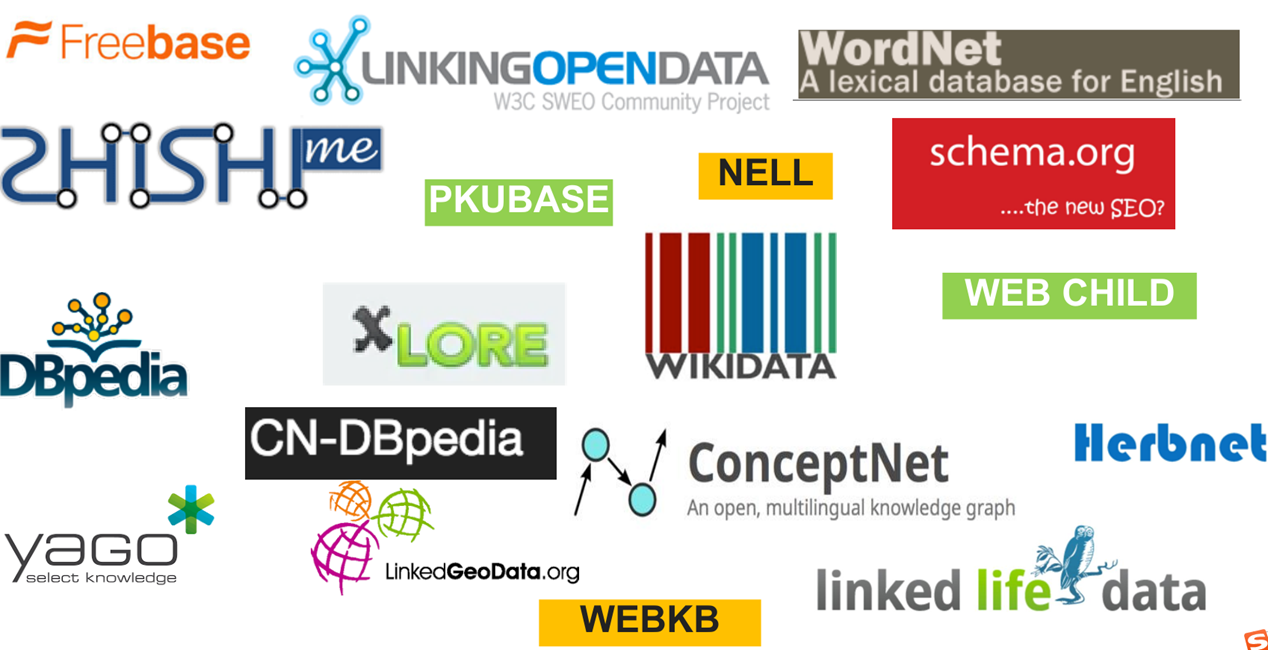 Freebase
LINKINGOPENDATA
W3C SWEO Community Project
WordNet
A lexical database for English
ZHISHI me
schema.org
....the new SEO?
NELL
PKUBASE
WIKIDATA
WEB CHILD
DBpedia
XLORE
CN-DBpedia
ConceptNet
An open, multilingual knowledge graph
Herbnet
yago
select knowledge
LinkedGeoData.org
linked life data
WEBKB
S